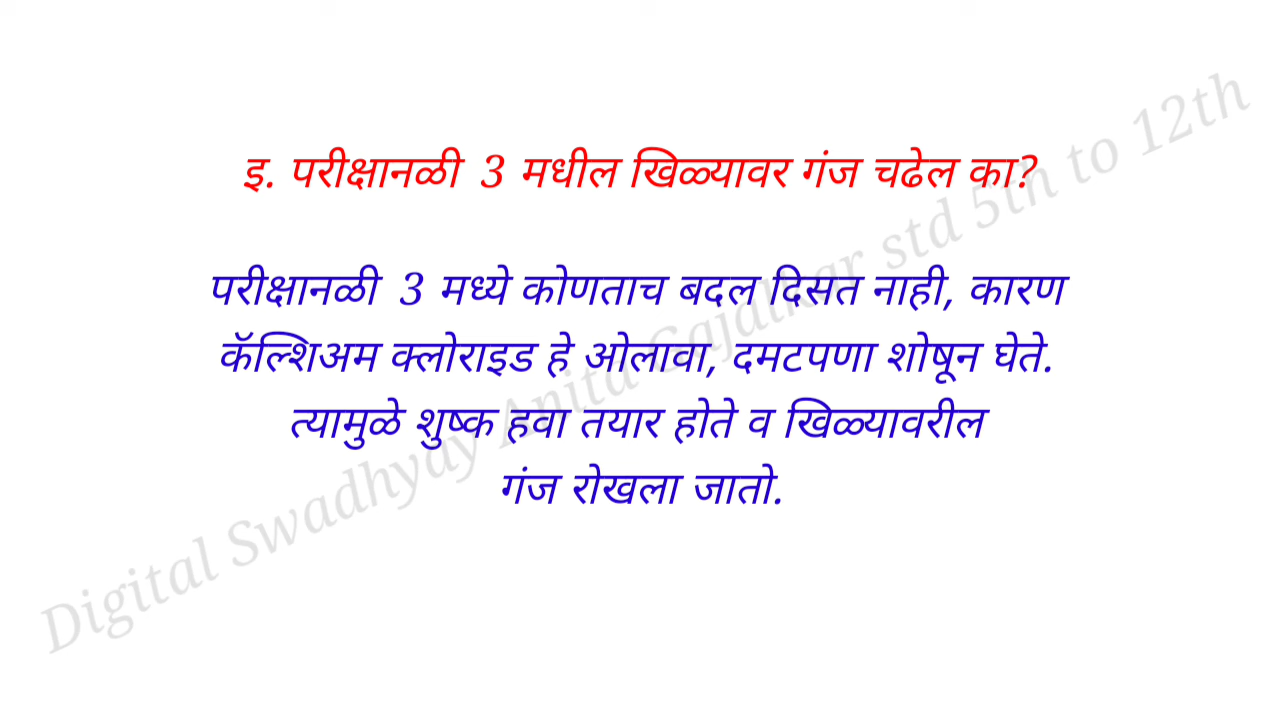 इ. परीक्षानळी 3 मधील खिळ्यावर गंज चढेल का?
परीक्षानळी 3 मध्ये कोणताच बदल दिसत नाही, कारण
कॅल्शिअम क्लोराइड हे ओलावा, दमटपणा शोषून घेते.
त्यामुळे शुष्क हवा तयार होते व खिळ्यावरील
गंज रोखला जातो.
Digital Swadhyay Anita Gajalkar std 5th to 12th